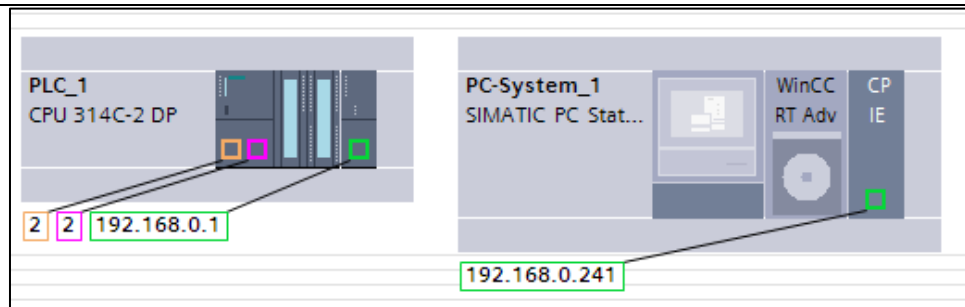 PLC_1
CPU 314C-2 DP
2 2 192.168.0.1
PC-System_1
SIMATIC PC Stat...
WinCC
RT Adv
CP
IE
192.168.0.241